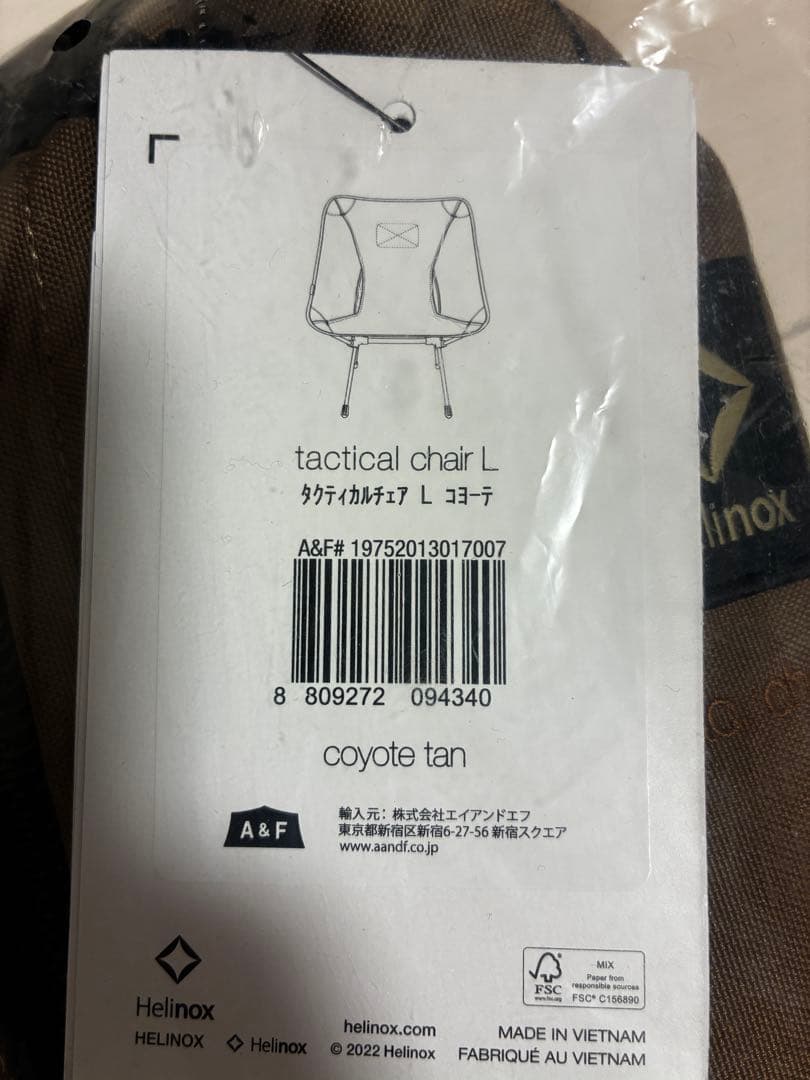 tactical chair L
タクティカルチェア L コヨーテ
A&F# 19752013017007
8 809272 094340
coyote tan
A & F
輸入元：株式会社エイアンドエフ
東京都新宿区新宿6-27-56 新宿スクエア
www.aandf.co.jp
Helinox
HELINOX
Helinox
helinox.com
© 2022 Helinox
MIX
Paper from
responsible sources
FSC
www.fsc.org
FSC® C156890
MADE IN VIETNAM
FABRIQUÉ AU VIETNAM
linox